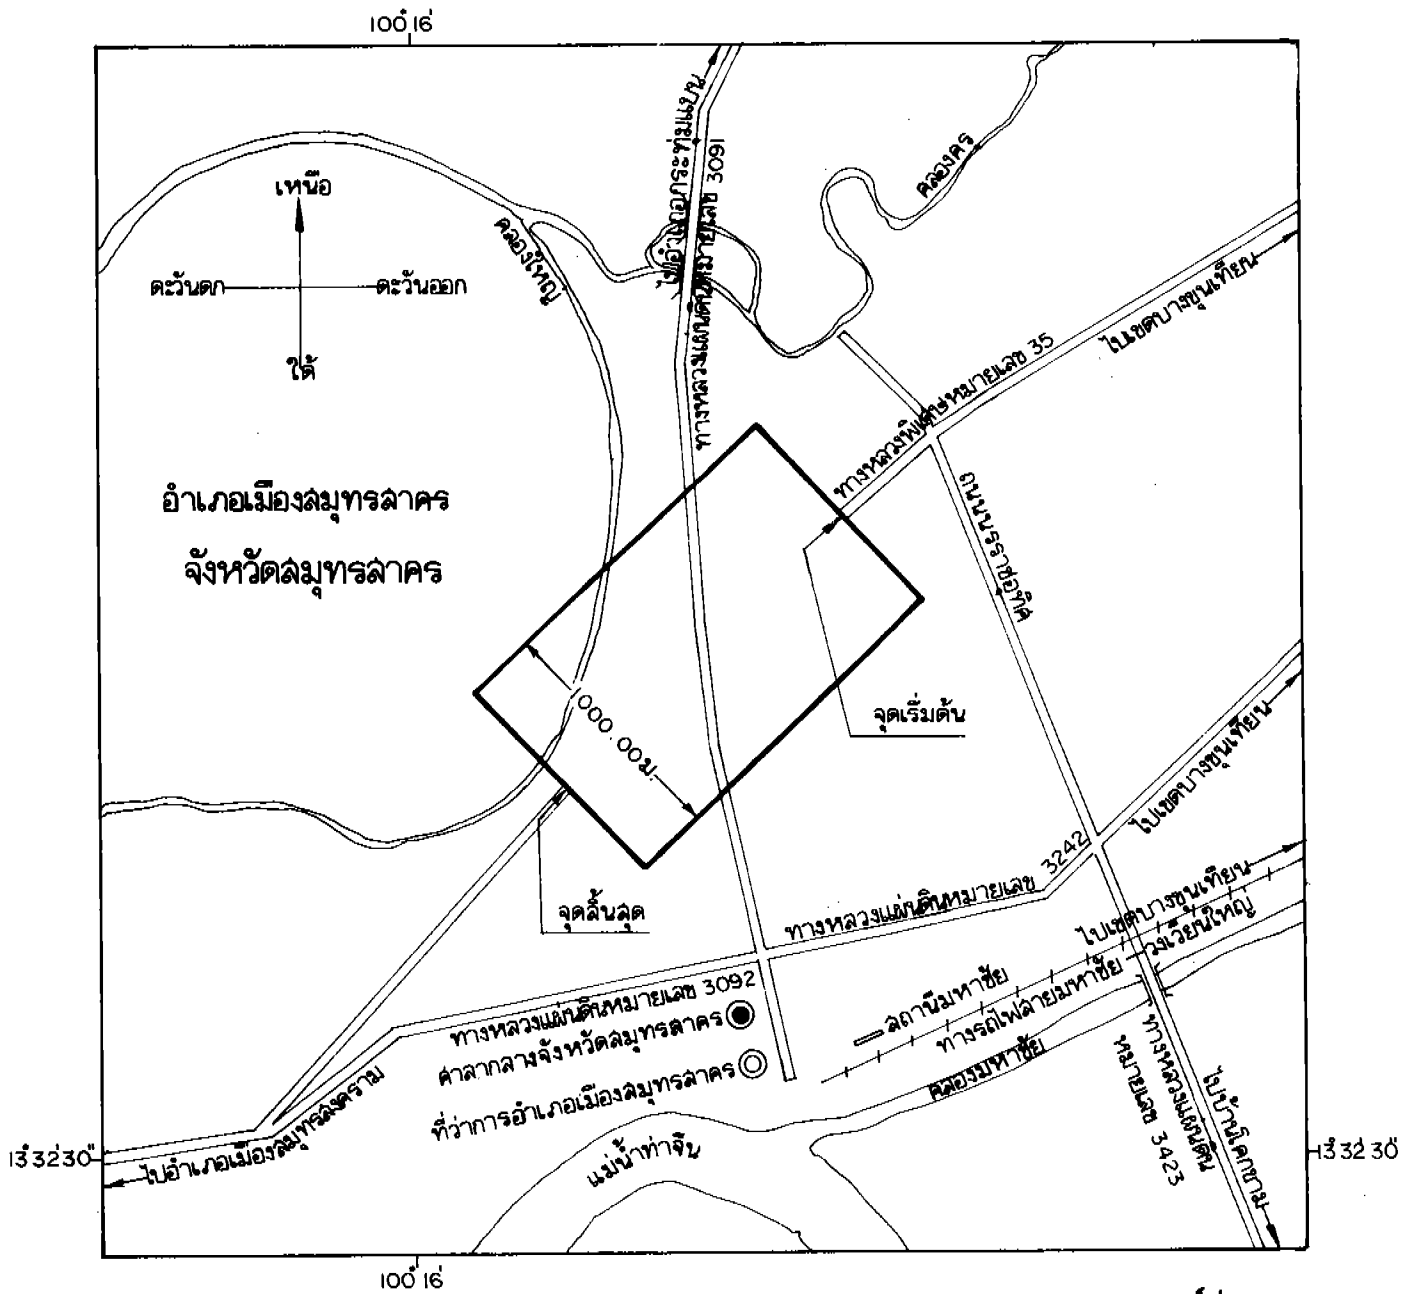 100° 16'
ไปอำเภอกระทุ่มแบน
ทางหลวงแผ่นดินหมายเลข 3091
คลองครุ
เหนือ
ตะวันตก
ตะวันออก
ใต้
คลองใหญ่
ไปเขตบางขุนเทียน
ทางหลวงพิเศษหมายเลข 35
อำเภอเมืองสมุทรสาคร
จังหวัดสมุทรสาคร
ถนนนรราชอุทิศ
จุดเริ่มต้น
1000.00ม.
ไปเขตบางขุนเทียน
จุดสิ้นสุด
ทางหลวงแผ่นดินหมายเลข 3242
ไปเขตบางขุนเทียน
ทางหลวงแผ่นดินหมายเลข 3092
สถานีมหาชัย
ทางรถไฟสายมหาชัย – วงเวียนใหญ่
ศาลากลางจังหวัดสมุทรสาคร
คลองมหาชัย
ที่ว่าการอำเภอเมืองสมุทรสาคร
ทางหลวงแผ่นดิน
หมายเลข 3423
ไปบ้านโคกขาม
ไปอำเภอเมืองสมุทรสงคราม
แม่น้ำท่าจีน
13° 32' 30"
13° 32' 30
100° 16'